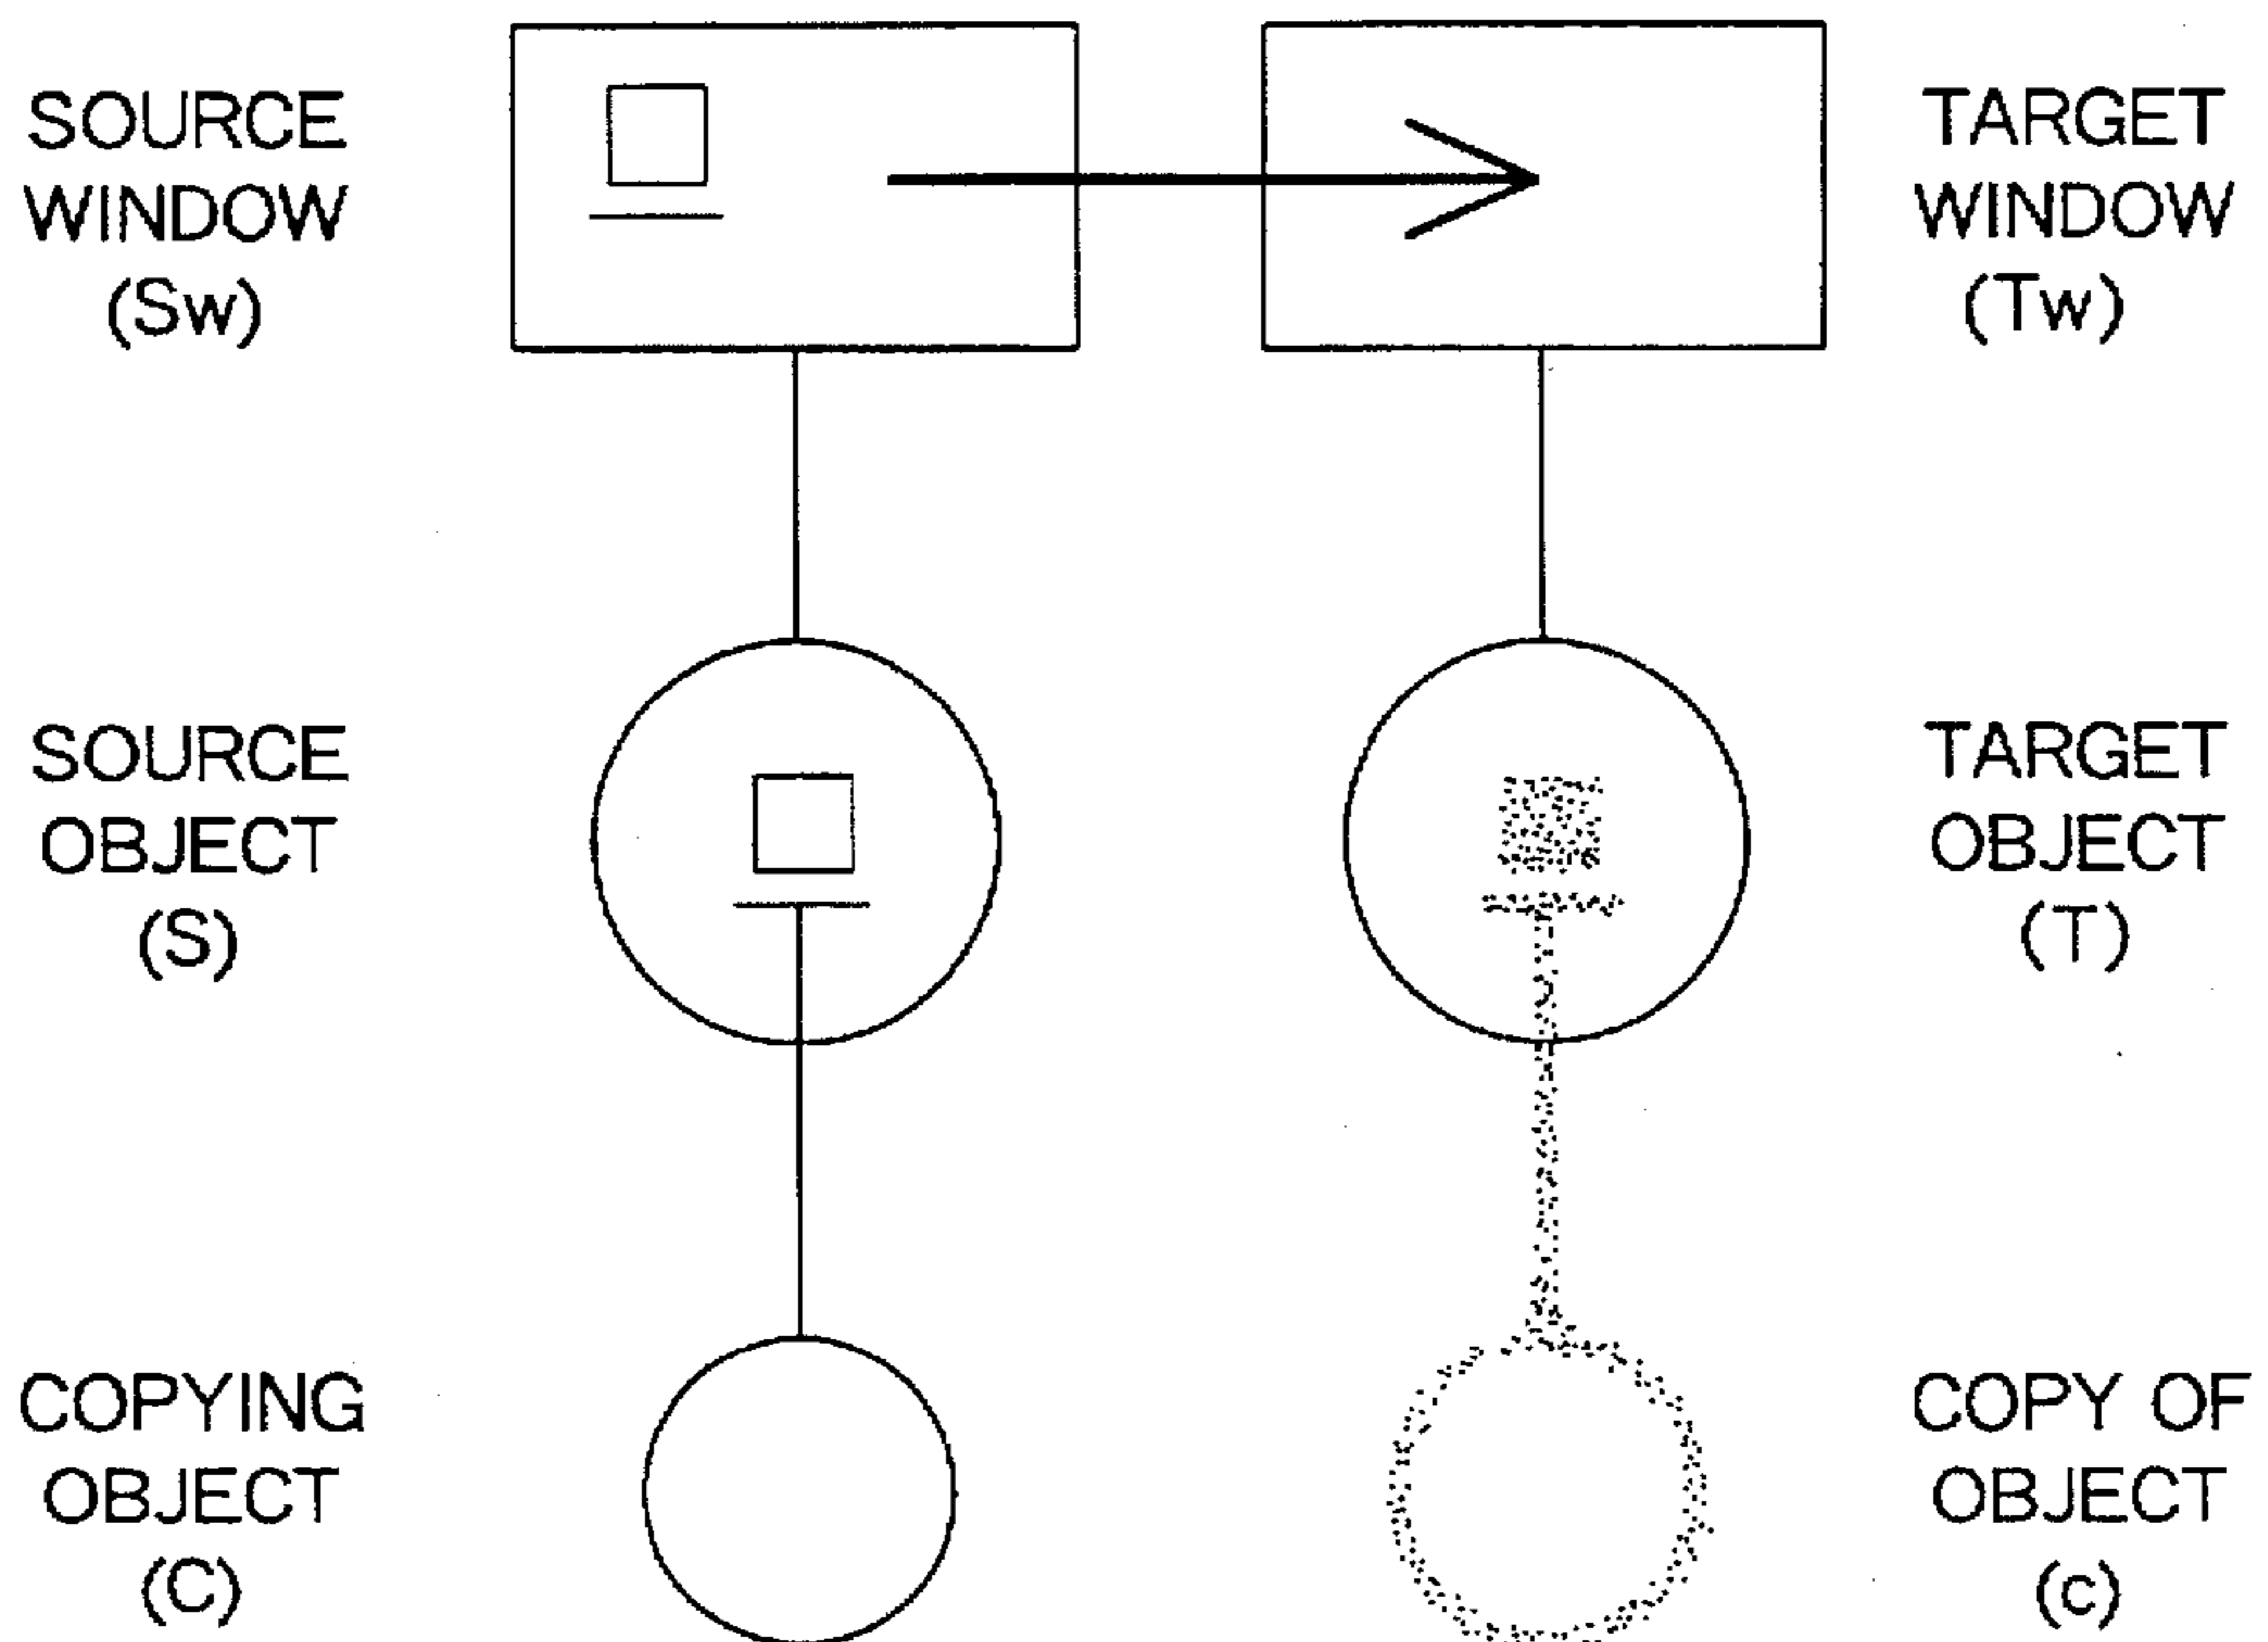 SOURCE
WINDOW
(Sw)
TARGET
WINDOW
(Tw)
SOURCE
OBJECT
(S)
TARGET
OBJECT
(T)
COPYING
OBJECT
(C)
COPY OF
OBJECT
(c)